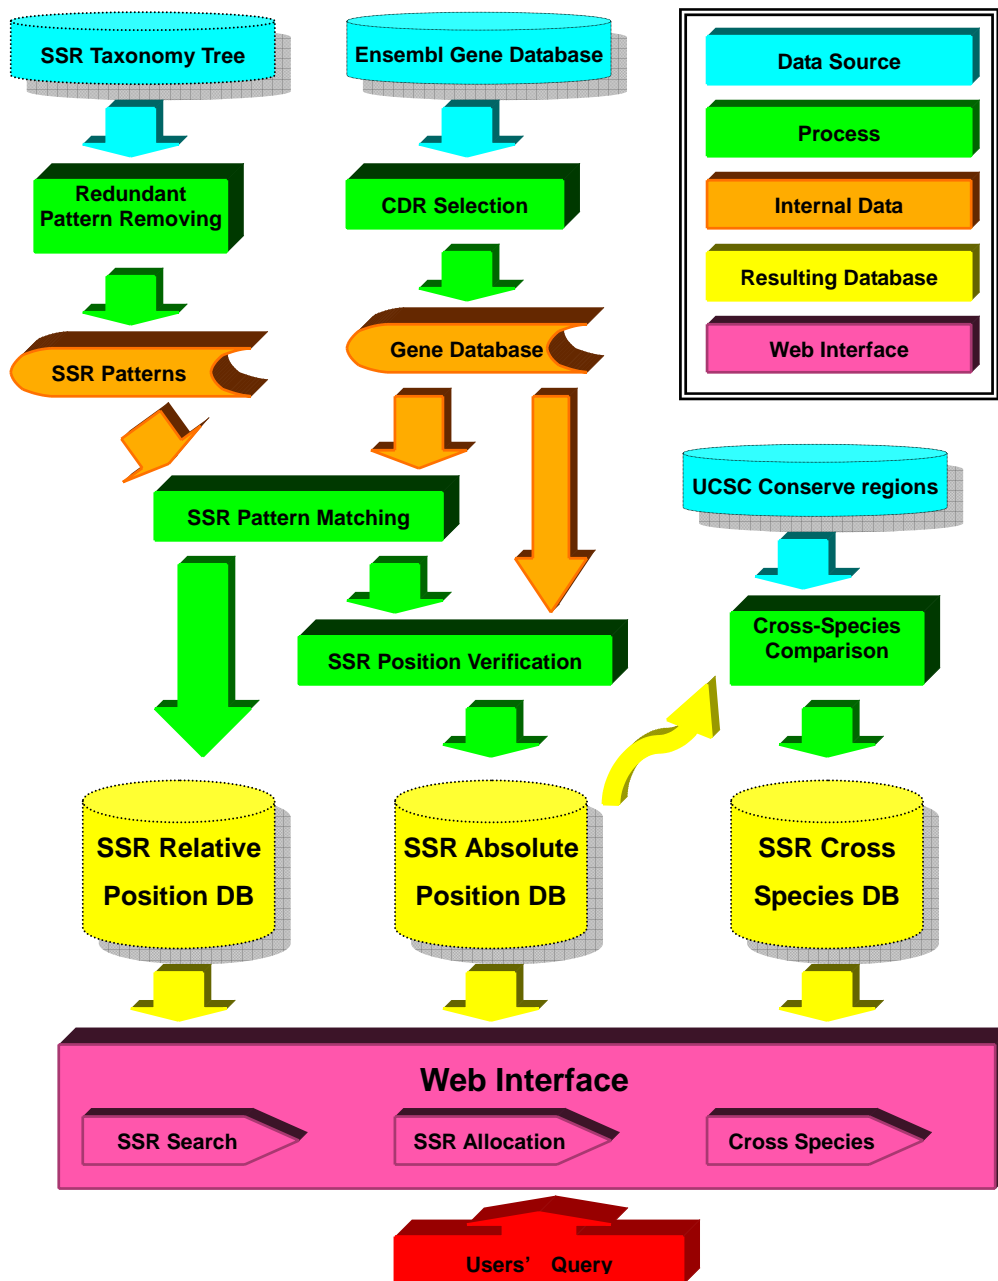 SSR Taxonomy Tree
Ensembl Gene Database
Data Source
Process
Internal Data
Resulting Database
Web Interface
Redundant
Pattern Removing
CDR Selection
SSR Patterns
Gene Database
UCSC Conserve regions
SSR Pattern Matching
SSR Position Verification
Cross-Species
Comparison
SSR Relative
Position DB
SSR Absolute
Position DB
SSR Cross
Species DB
Web Interface
SSR Search
SSR Allocation
Cross Species
Users’ Query